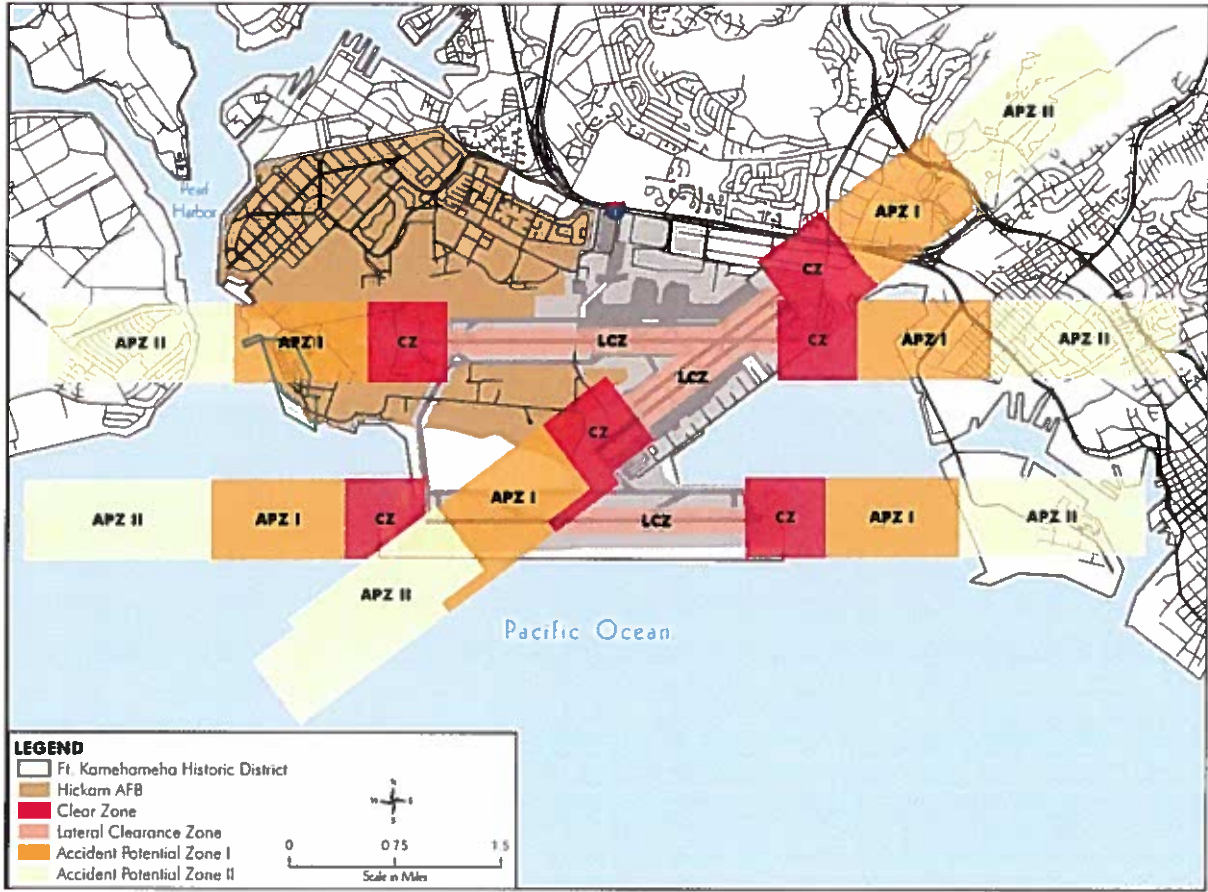 APZ II
APZ I
Pearl
Harbor
CZ
APZ II
APZ I
CZ
LCZ
CZ
APZ I
APZ II
LCZ
CZ
APZ I
APZ II
APZ I
CZ
LCZ
CZ
APZ I
APZ II
APZ II
Pacific Ocean
LEGEND
Ft. Kamehameha Historic District
Hickam AFB
Clear Zone
Lateral Clearance Zone
Accident Potential Zone I
Accident Potential Zone II
N
S
0
0.75
1.5
Scale in Miles